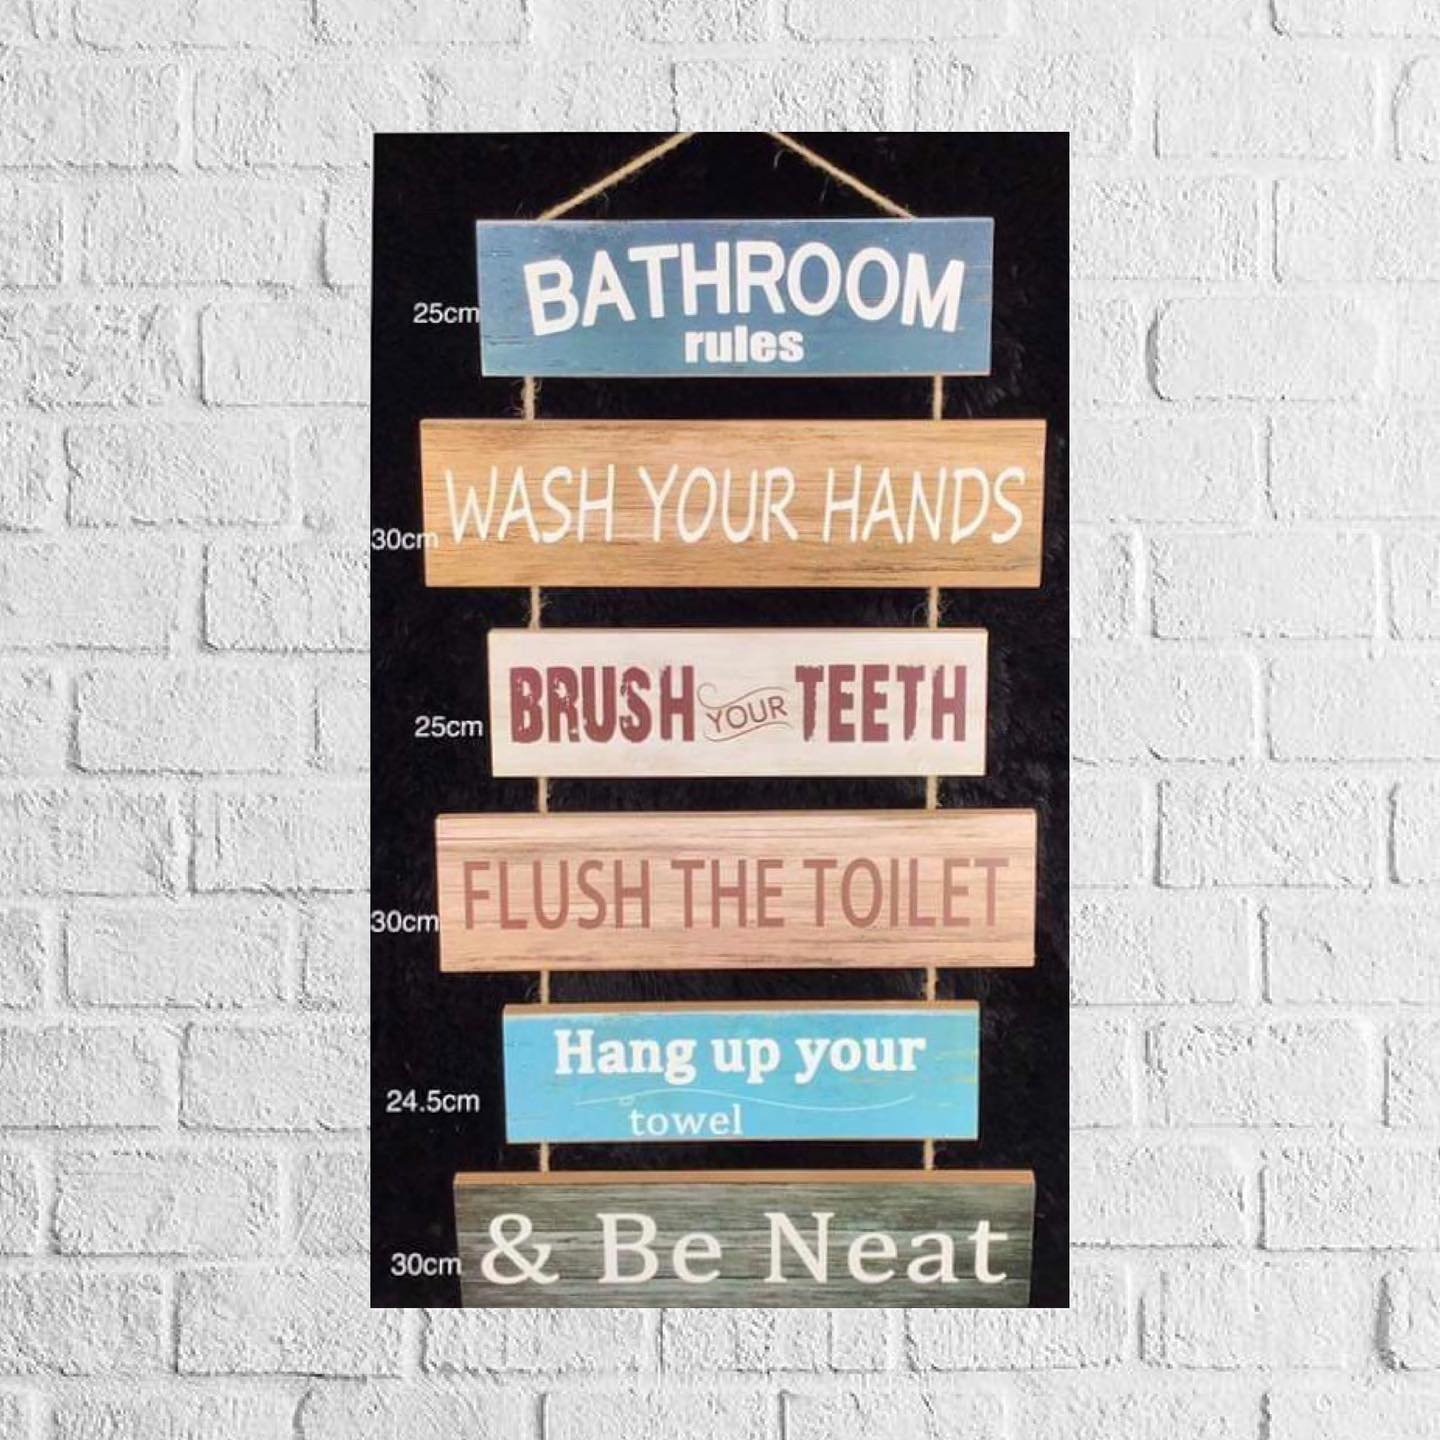 BATHROOM
rules
25cm
WASH YOUR HANDS
30cm
BRUSH YOUR TEETH
25cm
FLUSH THE TOILET
30cm
Hang up your
towel
24.5cm
& Be Neat
30cm